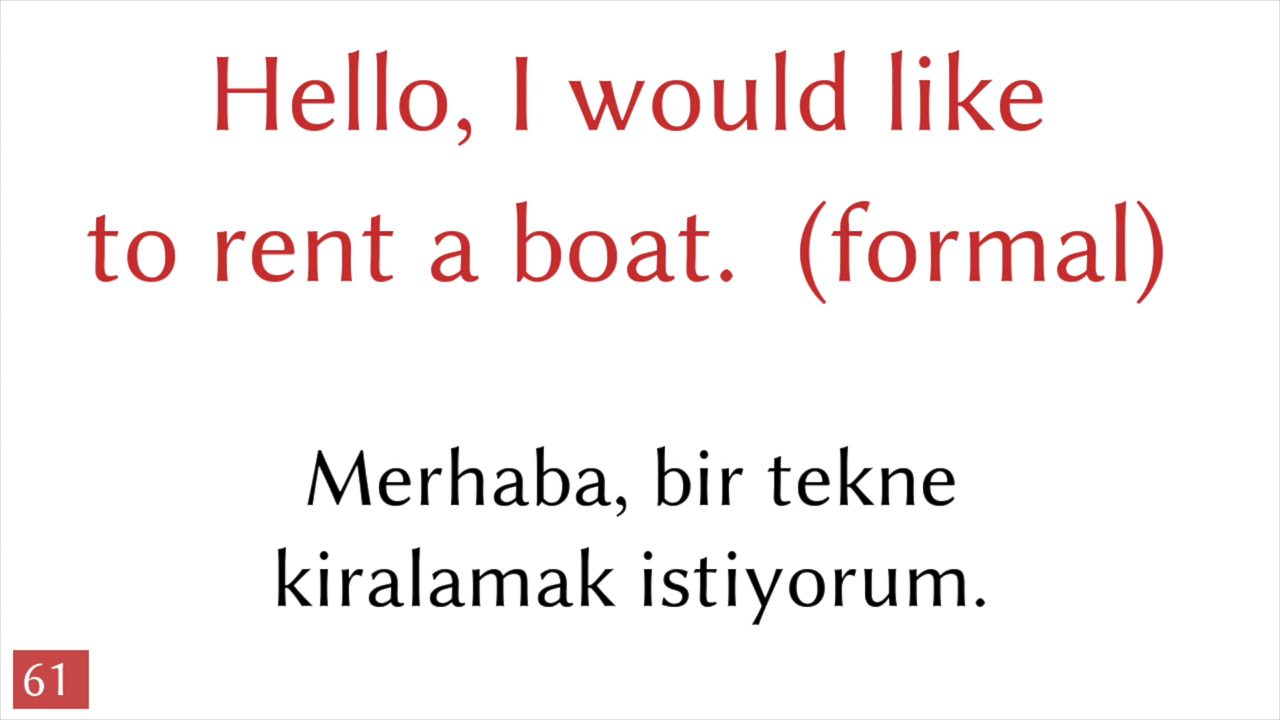 Hello, I would like
to rent a boat. (formal)
Merhaba, bir tekne
kiralamak istiyorum.
61